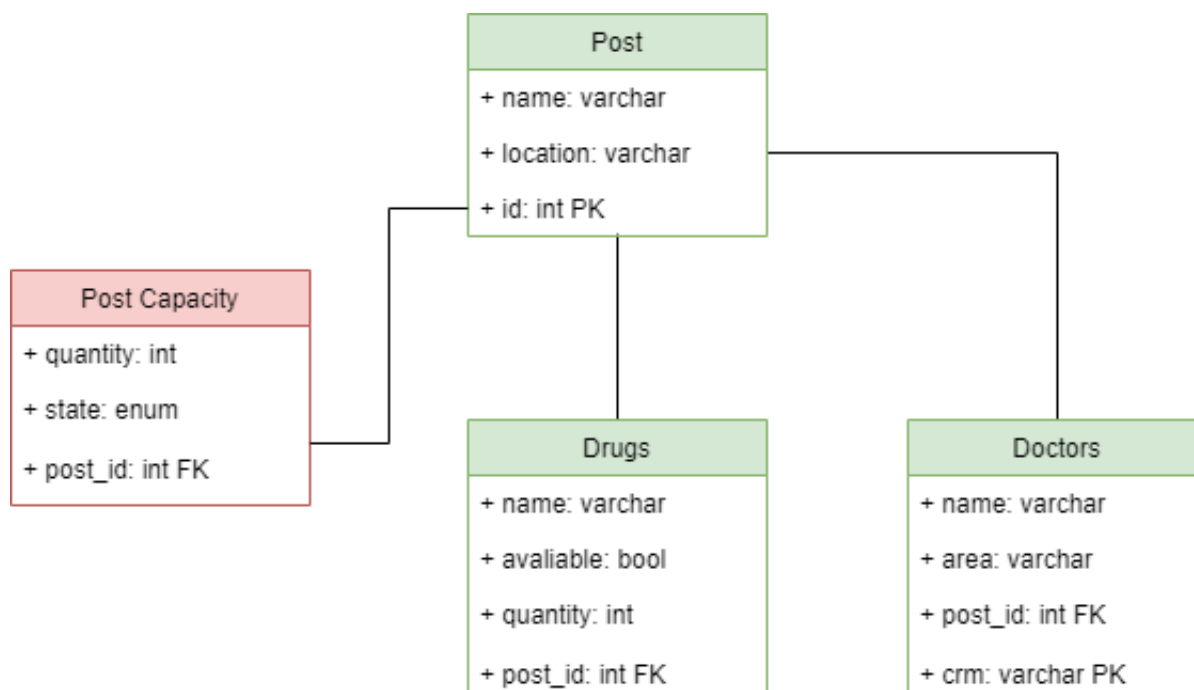 Post
+ name: varchar
+ location: varchar
+ id: int PK
Post Capacity
+ quantity: int
+ state: enum
+ post_id: int FK
Drugs
+ name: varchar
+ avaliable: bool
+ quantity: int
+ post_id: int FK
Doctors
+ name: varchar
+ area: varchar
+ post_id: int FK
+ crm: varchar PK